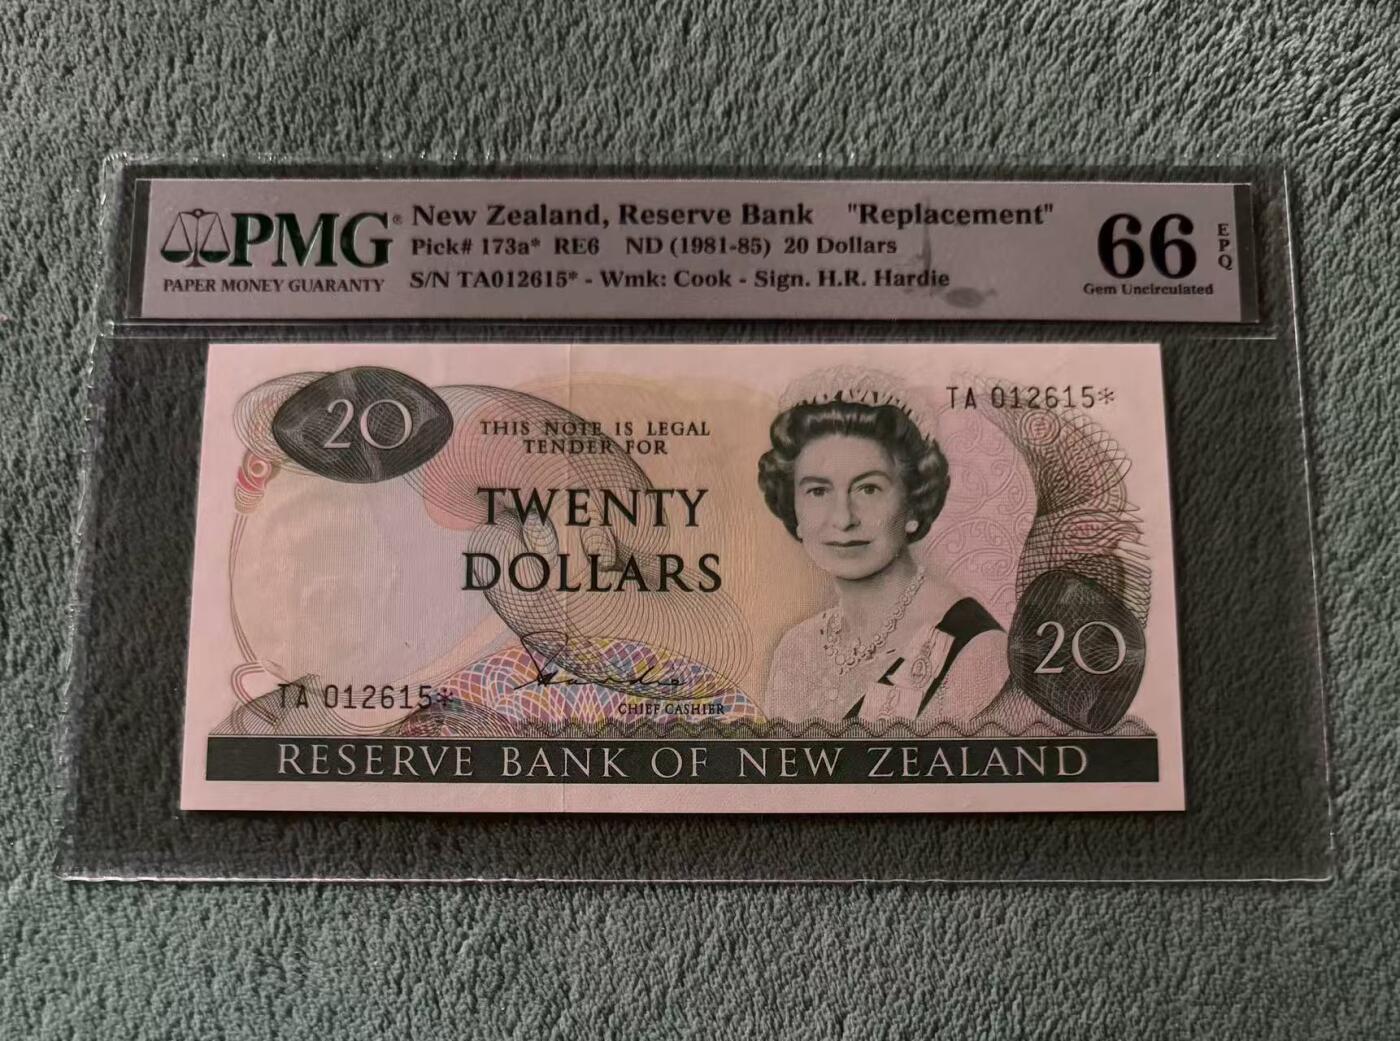 PMG®
PAPER MONEY GUARANTY
New Zealand, Reserve Bank "Replacement"
Pick# 173a* RE6 ND (1981-85) 20 Dollars
S/N TA012615* - Wmk: Cook - Sign. H.R. Hardie
66
EPQ
Gem Uncirculated
20
TA 012615*
THIS NOTE IS LEGAL
TENDER FOR
TWENTY
DOLLARS
20
TA 012615*
Hardie
CHIEF CASHIER
RESERVE BANK OF NEW ZEALAND